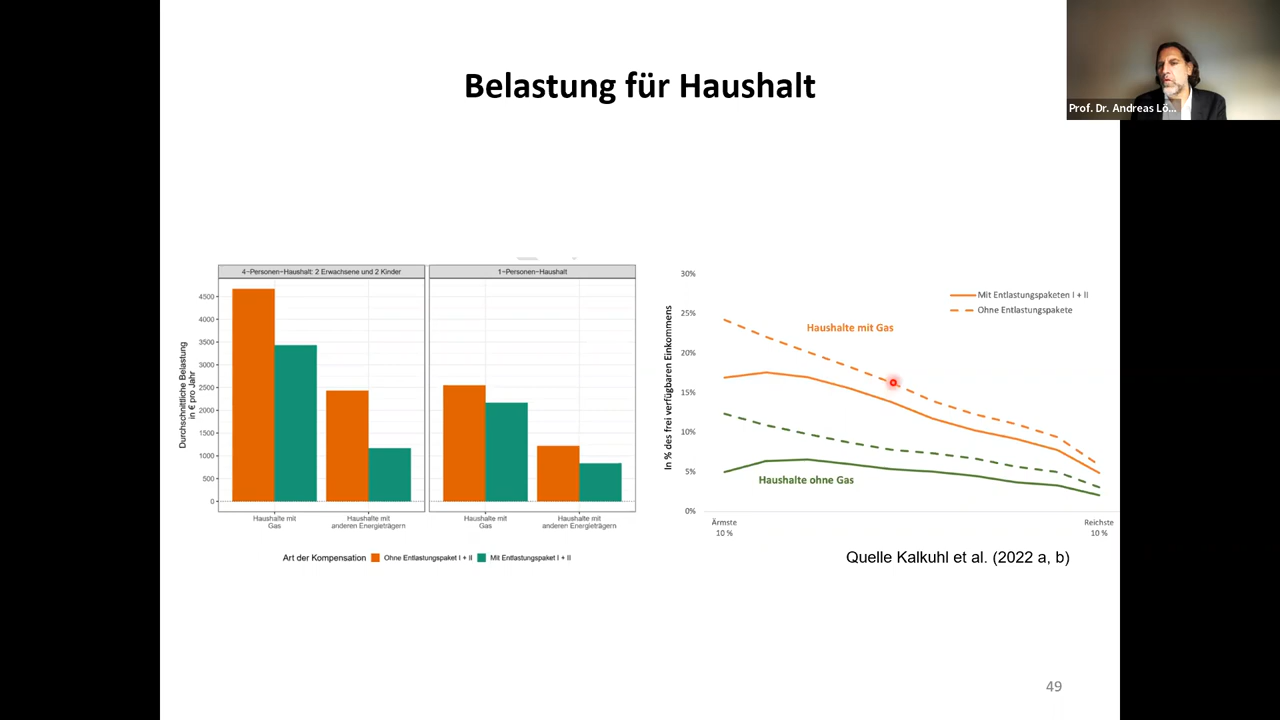 Belastung für Haushalt
Prof. Dr. Andreas Lö...
4-Personen-Haushalt: 2 Erwachsene und 2 Kinder
1-Personen-Haushalt
Durchschnittliche Belastung
in € pro Jahr
4500
4000
3500
3000
2500
2000
1500
1000
500
0
Haushalte mit
Gas
Haushalte mit
anderen Energieträgern
Haushalte mit
Gas
Haushalte mit
anderen Energieträgern
Art der Kompensation
Ohne Entlastungspaket I + II
Mit Entlastungspaket I + II
In % des frei verfügbaren Einkommens
30%
25%
20%
15%
10%
5%
0%
Mit Entlastungspaketen I + II
Ohne Entlastungspakete
Haushalte mit Gas
Haushalte ohne Gas
Ärmste
10 %
Reichste
10 %
Quelle Kalkuhl et al. (2022 a, b)
49